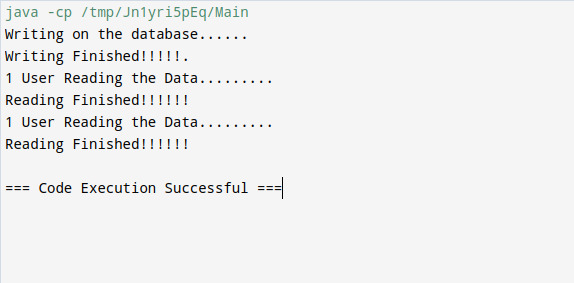 java -cp /tmp/Jn1yri5pEq/Main
Writing on the database......
Writing Finished!!!!!.
1 User Reading the Data.........
Reading Finished!!!!!!
1 User Reading the Data.........
Reading Finished!!!!!!
=== Code Execution Successful ===